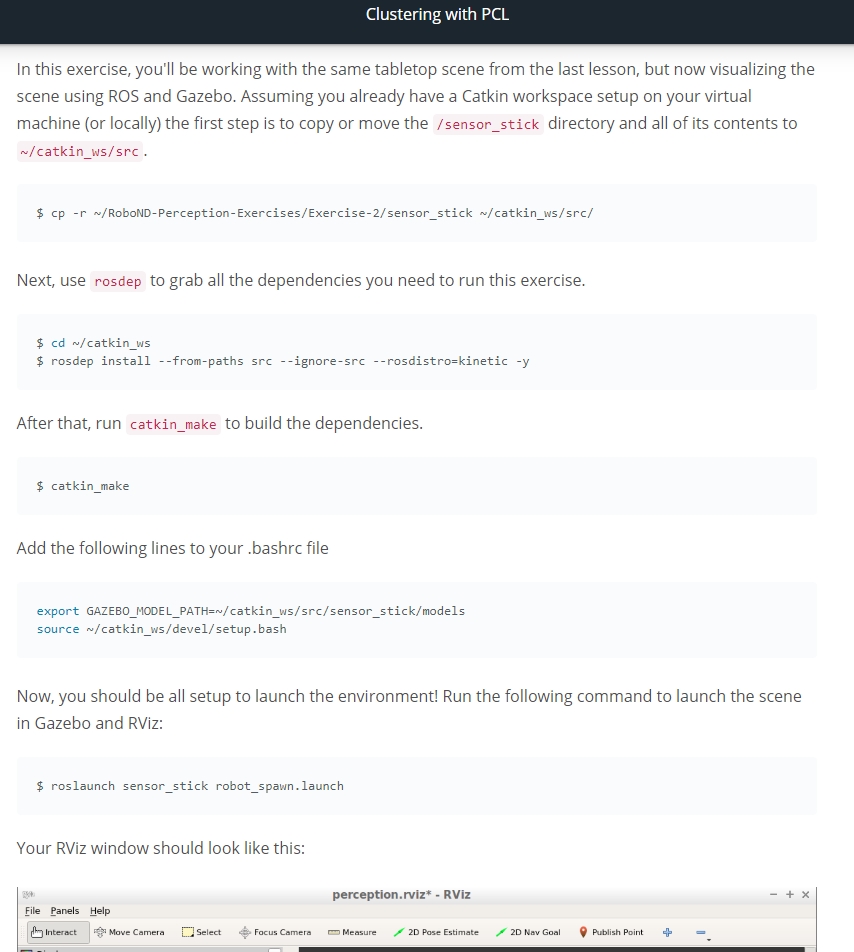 Clustering with PCL
In this exercise, you'll be working with the same tabletop scene from the last lesson, but now visualizing the
scene using ROS and Gazebo. Assuming you already have a Catkin workspace setup on your virtual
machine (or locally) the first step is to copy or move the /sensor_stick directory and all of its contents to
~/catkin_ws/src .
$ cp -r ~/RoboND-Perception-Exercises/Exercise-2/sensor_stick ~/catkin_ws/src/
Next, use rosdep to grab all the dependencies you need to run this exercise.
$ cd ~/catkin_ws
$ rosdep install --from-paths src --ignore-src --rosdistro=kinetic -y
After that, run catkin_make to build the dependencies.
$ catkin_make
Add the following lines to your .bashrc file
export GAZEBO_MODEL_PATH=~/catkin_ws/src/sensor_stick/models
source ~/catkin_ws/devel/setup.bash
Now, you should be all setup to launch the environment! Run the following command to launch the scene
in Gazebo and RViz:
$ roslaunch sensor_stick robot_spawn.launch
Your RViz window should look like this:
perception.rviz* - RViz
File Panels Help
Interact Move Camera Select Focus Camera Measure 2D Pose Estimate 2D Nav Goal Publish Point